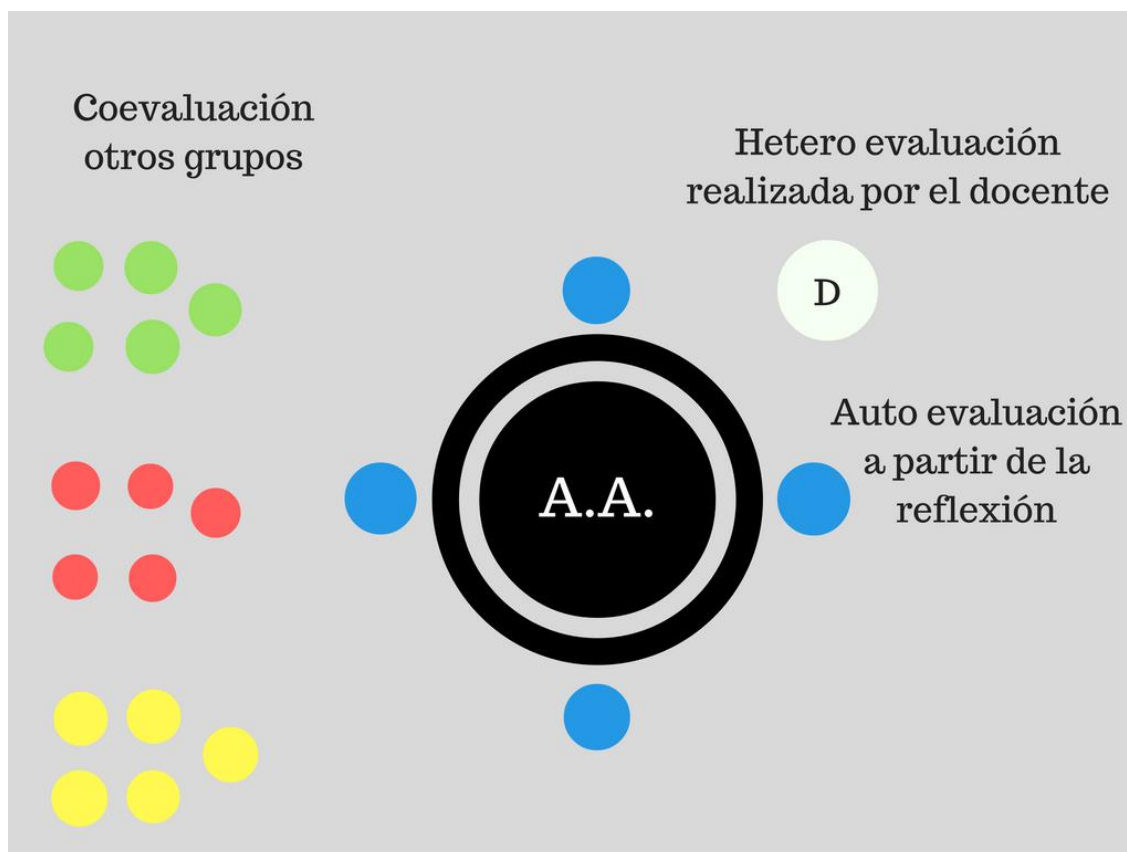 Coevaluación
otros grupos
Hetero evaluación
realizada por el docente
D
Auto evaluación
a partir de la
reflexión
A.A.